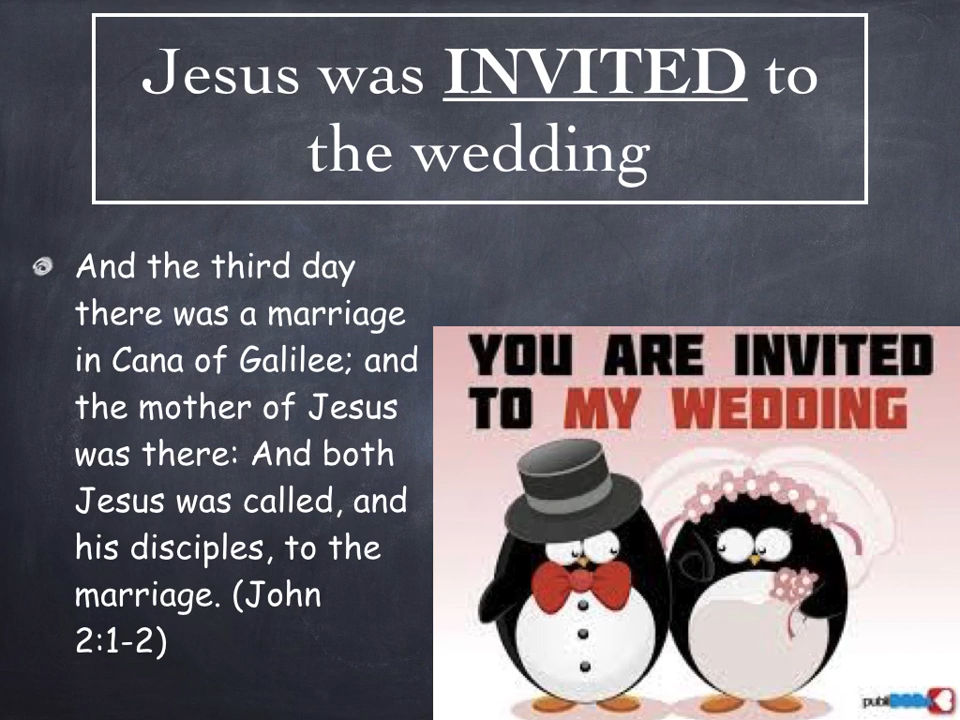 Jesus was INVITED to
the wedding
And the third day
there was a marriage
in Cana of Galilee; and
the mother of Jesus
was there: And both
Jesus was called, and
his disciples, to the
marriage. (John
2:1-2)
YOU ARE INVITED
TO MY WEDDING